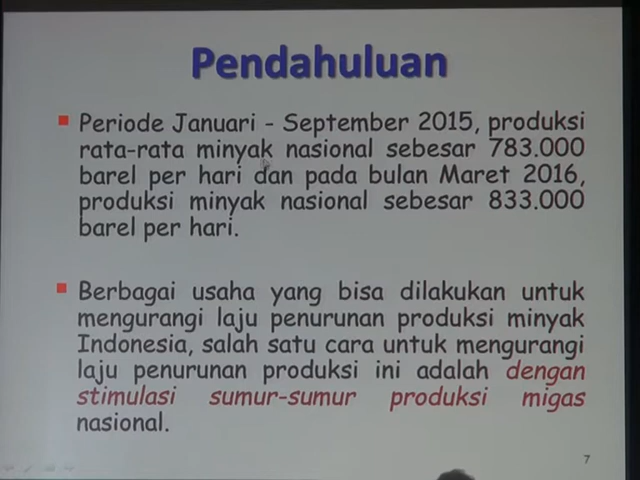 Pendahuluan
Periode Januari - September 2015, produksi
rata-rata minyak nasional sebesar 783.000
barel per hari dan pada bulan Maret 2016,
produksi minyak nasional sebesar 833.000
barel per hari.
Berbagai usaha yang bisa dilakukan untuk
mengurangi laju penurunan produksi minyak
Indonesia, salah satu cara untuk mengurangi
laju penurunan produksi ini adalah dengan
stimulasi sumur-sumur produksi migas
nasional.
7